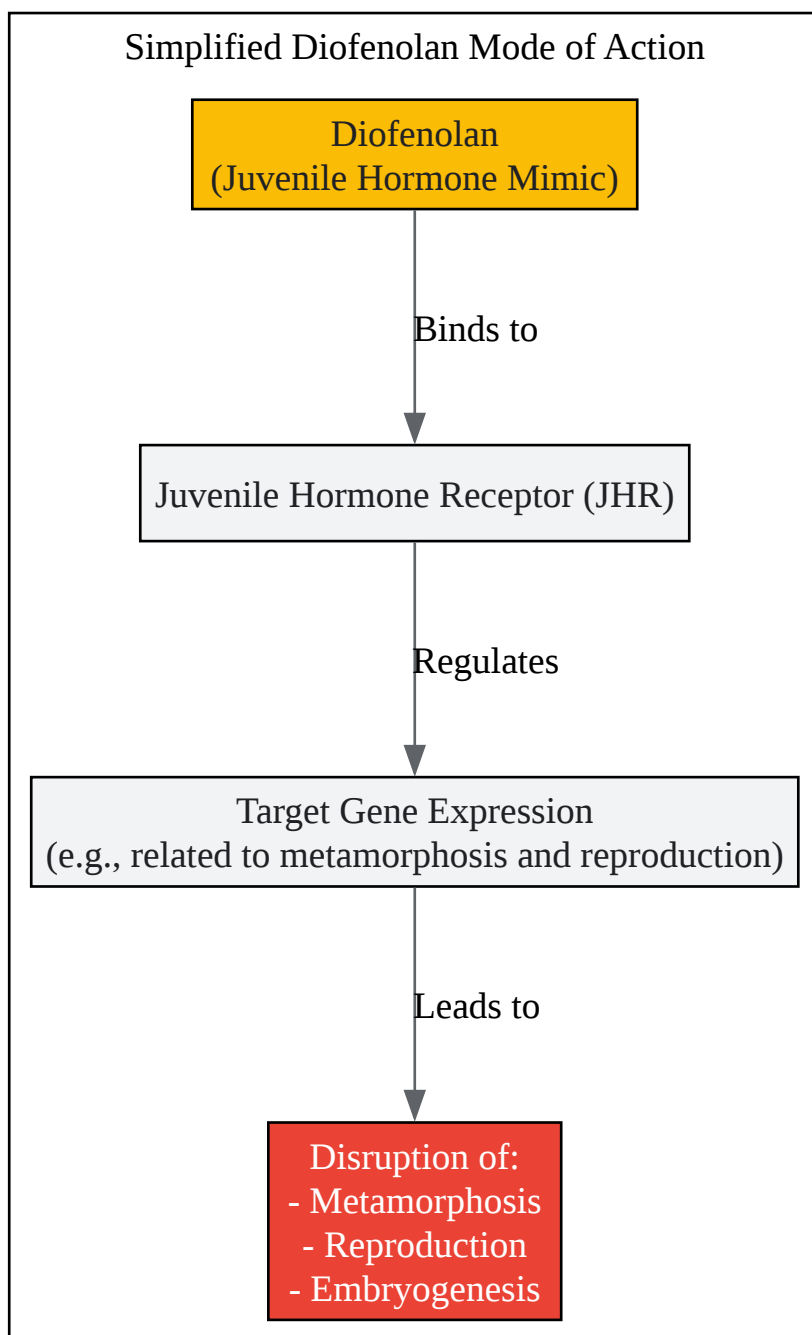 Simplified Diofenolan Mode of Action
Diofenolan
(Juvenile Hormone Mimic)
Binds to
Juvenile Hormone Receptor (JHR)
Regulates
Target Gene Expression
(e.g., related to metamorphosis and reproduction)
Leads to
Disruption of:
- Metamorphosis
- Reproduction
- Embryogenesis